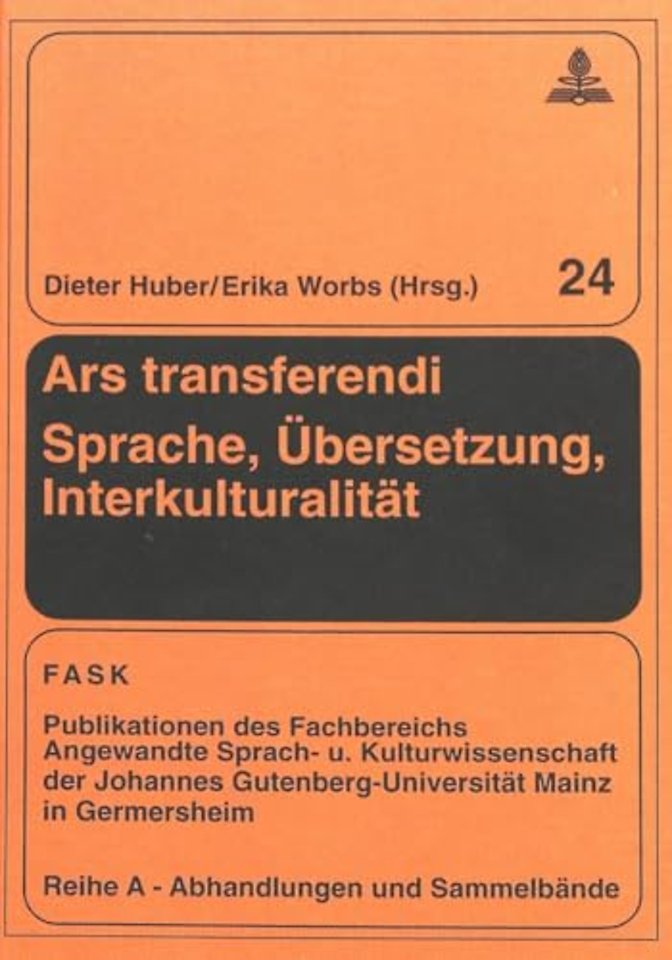 Dieter Huber/Erika Worbs (Hrsg.) 24
Ars transferendi
Sprache, Übersetzung,
Interkulturalität
FASK
Publikationen des Fachbereichs
Angewandte Sprach- u. Kulturwissenschaft
der Johannes Gutenberg-Universität Mainz
in Germersheim
Reihe A - Abhandlungen und Sammelbände